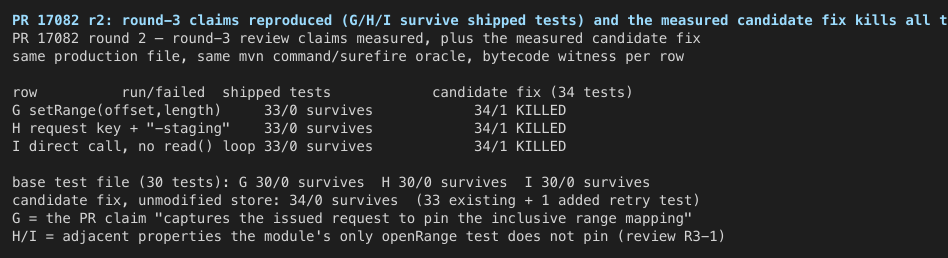 PR 17082 r2: round-3 claims reproduced (G/H/I survive shipped tests) and the measured candidate fix kills all t
PR 17082 round 2 — round-3 review claims measured, plus the measured candidate fix
same production file, same mvn command/surefire oracle, bytecode witness per row
row run/failed shipped tests candidate fix (34 tests)
G setRange(offset,length) 33/0 survives 34/1 KILLED
H request key + "-staging" 33/0 survives 34/1 KILLED
I direct call, no read() loop 33/0 survives 34/1 KILLED
base test file (30 tests): G 30/0 survives H 30/0 survives I 30/0 survives
candidate fix, unmodified store: 34/0 survives (33 existing + 1 added retry test)
G = the PR claim "captures the issued request to pin the inclusive range mapping"
H/I = adjacent properties the module's only openRange test does not pin (review R3-1)